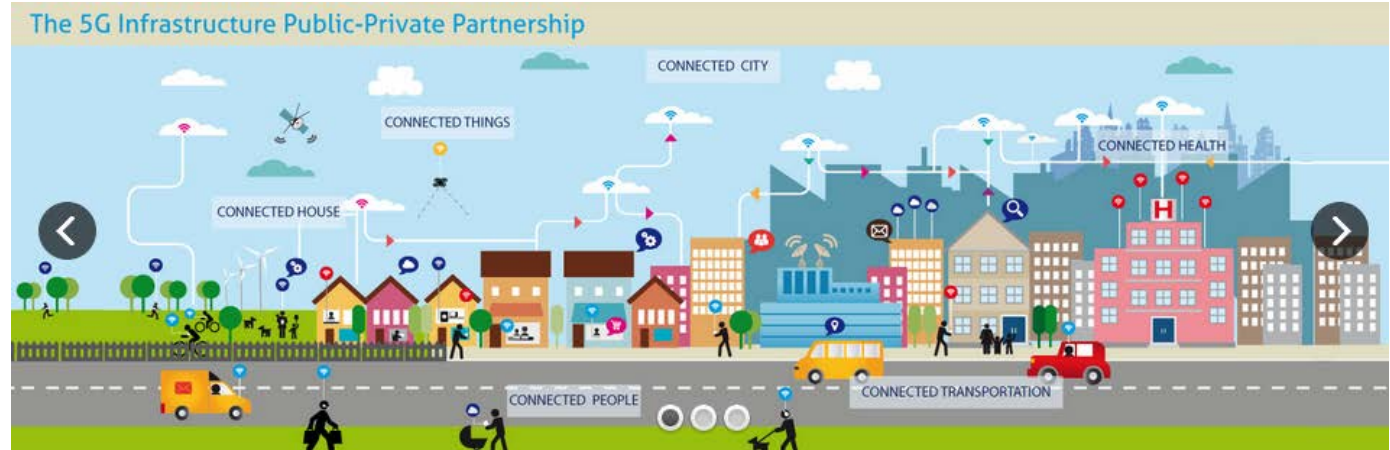 The 5G Infrastructure Public-Private Partnership
CONNECTED CITY
CONNECTED THINGS
CONNECTED HEALTH
CONNECTED HOUSE
H
CONNECTED PEOPLE
CONNECTED TRANSPORTATION